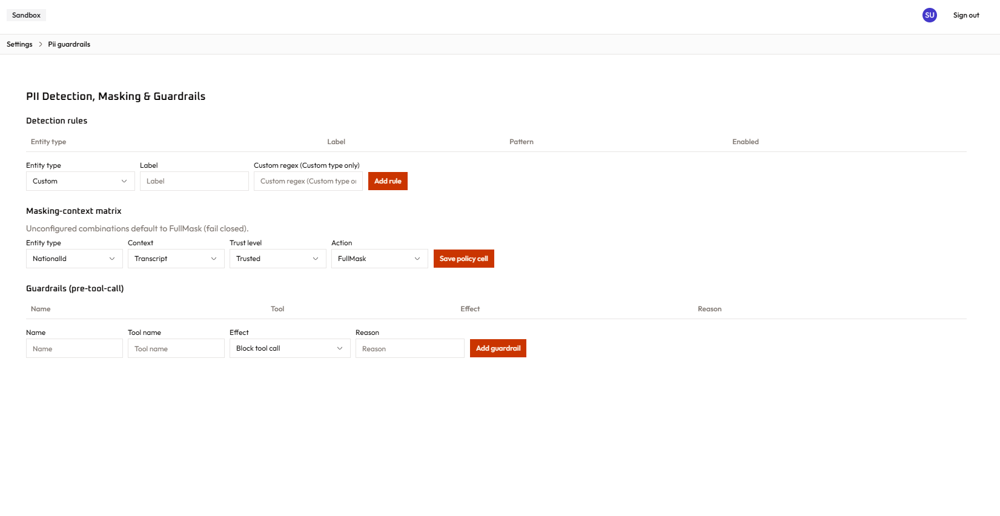 Sandbox
SU
Sign out
Settings > Pii guardrails
PII Detection, Masking & Guardrails
Detection rules
Entity type Label Pattern Enabled
Entity type Label Custom regex (Custom type only)
Custom Label Custom regex (Custom type or Add rule
Masking-context matrix
Unconfigured combinations default to FullMask (fail closed).
Entity type Context Trust level Action
NationalId Transcript Trusted FullMask Save policy cell
Guardrails (pre-tool-call)
Name Tool Effect Reason
Name Tool name Effect Reason
Name Tool name Block tool call Reason Add guardrail